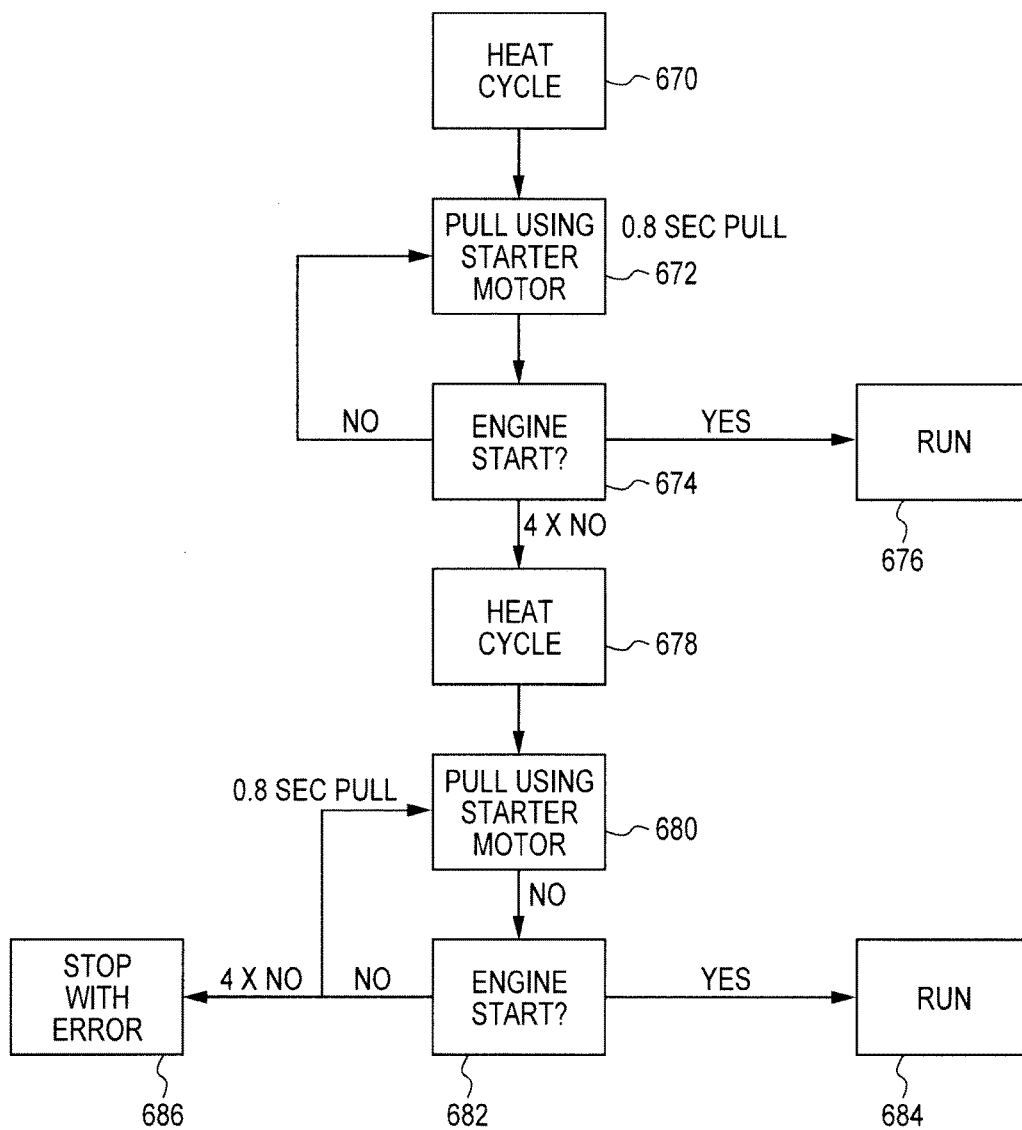 HEAT
CYCLE
670
PULL USING
STARTER
MOTOR
0.8 SEC PULL
672
NO
ENGINE
START?
YES
RUN
674
676
4 X NO
HEAT
CYCLE
678
0.8 SEC PULL
PULL USING
STARTER
MOTOR
680
NO
STOP
WITH
ERROR
4 X NO
NO
ENGINE
START?
YES
RUN
686
682
684